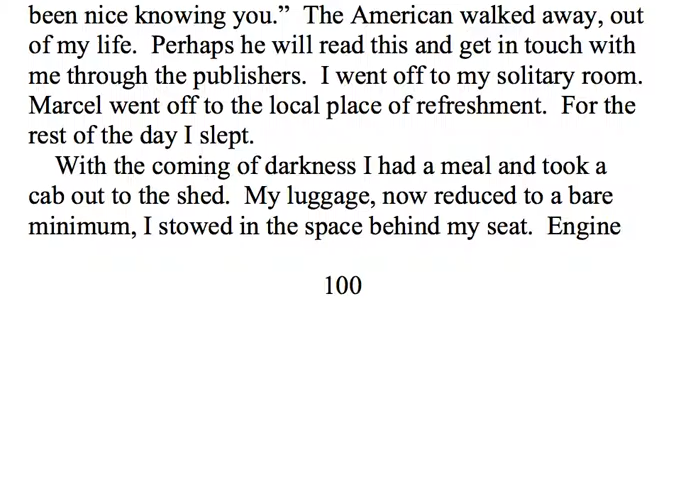 been nice knowing you.”  The American walked away, out
of my life.  Perhaps he will read this and get in touch with
me through the publishers.  I went off to my solitary room.
Marcel went off to the local place of refreshment.  For the
rest of the day I slept.
With the coming of darkness I had a meal and took a
cab out to the shed.  My luggage, now reduced to a bare
minimum, I stowed in the space behind my seat.  Engine
100